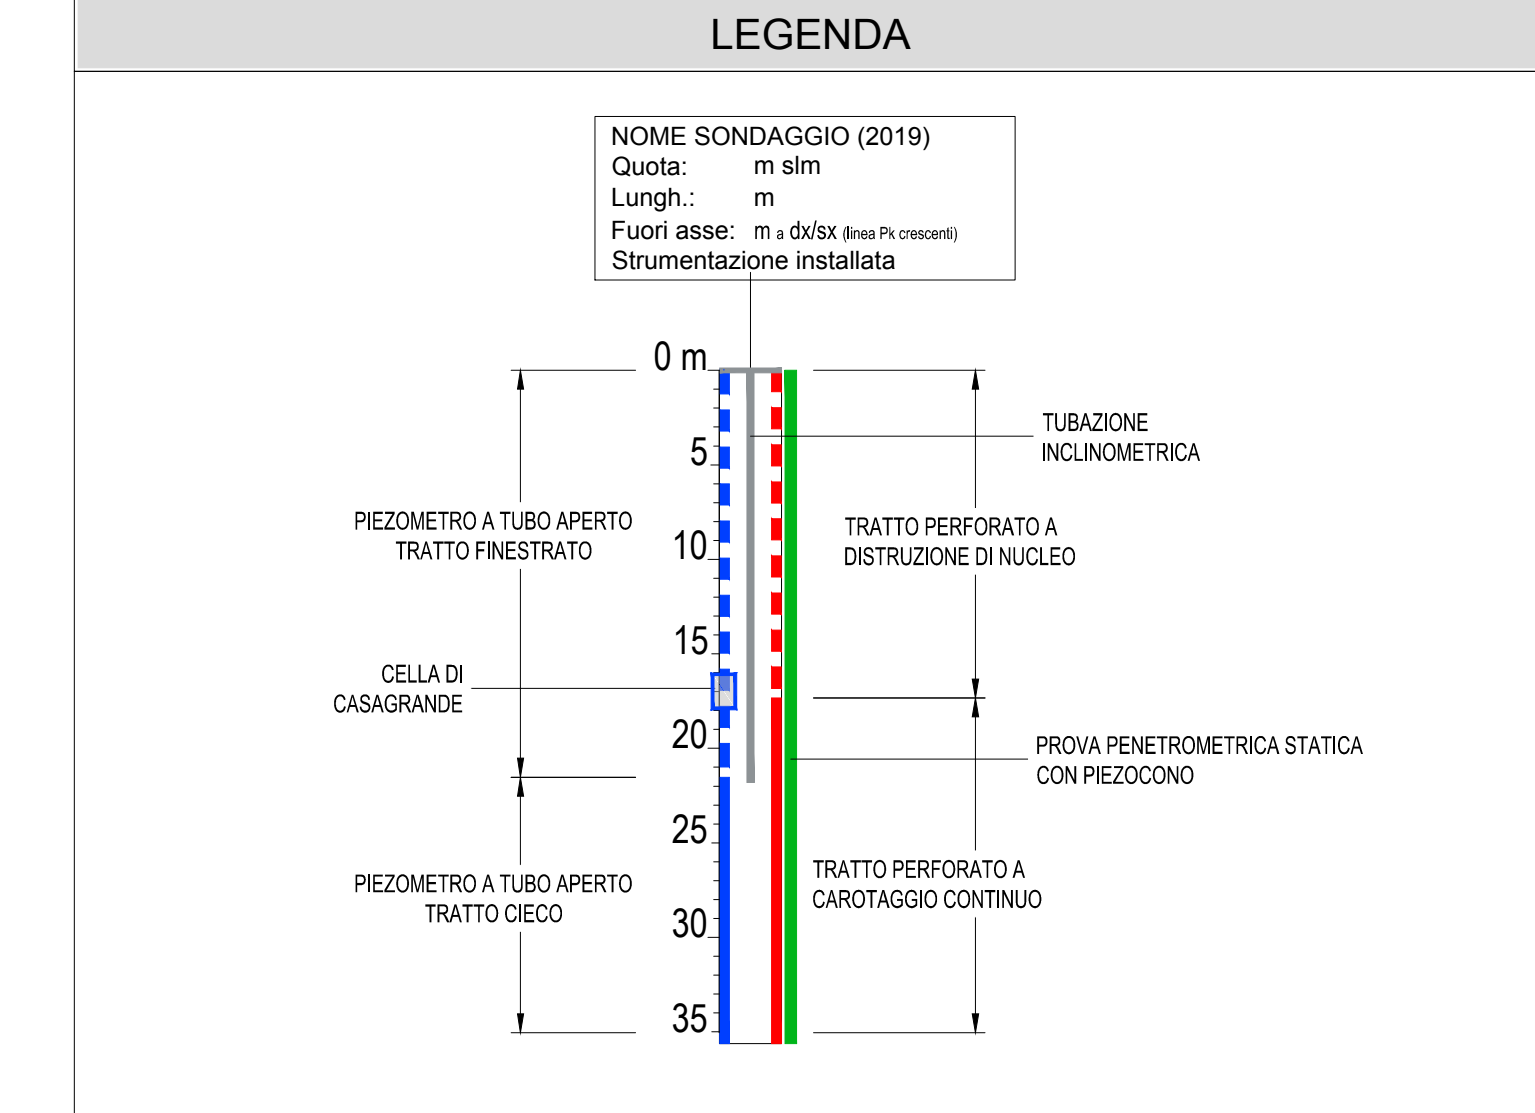 LEGENDA
NOME SONDAGGIO (2019)
Quota: m slm
Lungh.: m
Fuori asse: m a dx/sx (linea Pk crescenti)
Strumentazione installata
0 m
5
10
15
20
25
30
35
PIEZOMETRO A TUBO APERTO
TRATTO FINESTRATO
CELLA DI
CASAGRANDE
PIEZOMETRO A TUBO APERTO
TRATTO CIECO
TUBAZIONE
INCLINOMETRICA
TRATTO PERFORATO A
DISTRUZIONE DI NUCLEO
PROVA PENETROMETRICA STATICA
CON PIEZOCONO
TRATTO PERFORATO A
CAROTAGGIO CONTINUO